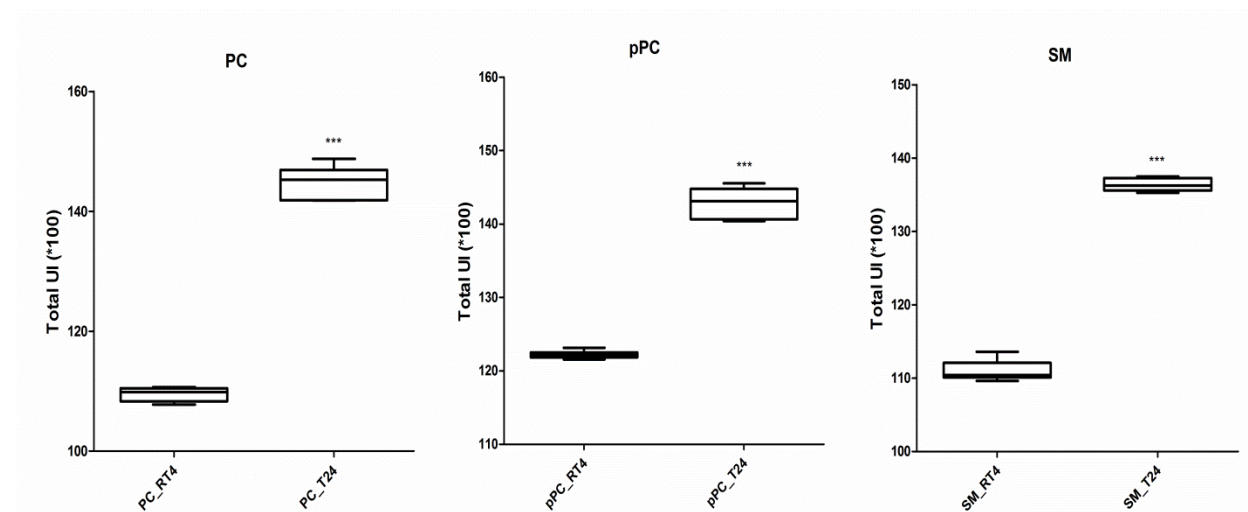 PC
160
140
120
100
Total UI (*100)
***
PC_RT4
PC_T24
pPC
160
150
140
130
120
110
Total UI (*100)
***
pPC_RT4
pPC_T24
SM
150
140
130
120
110
100
Total UI (*100)
***
SM_RT4
SM_T24